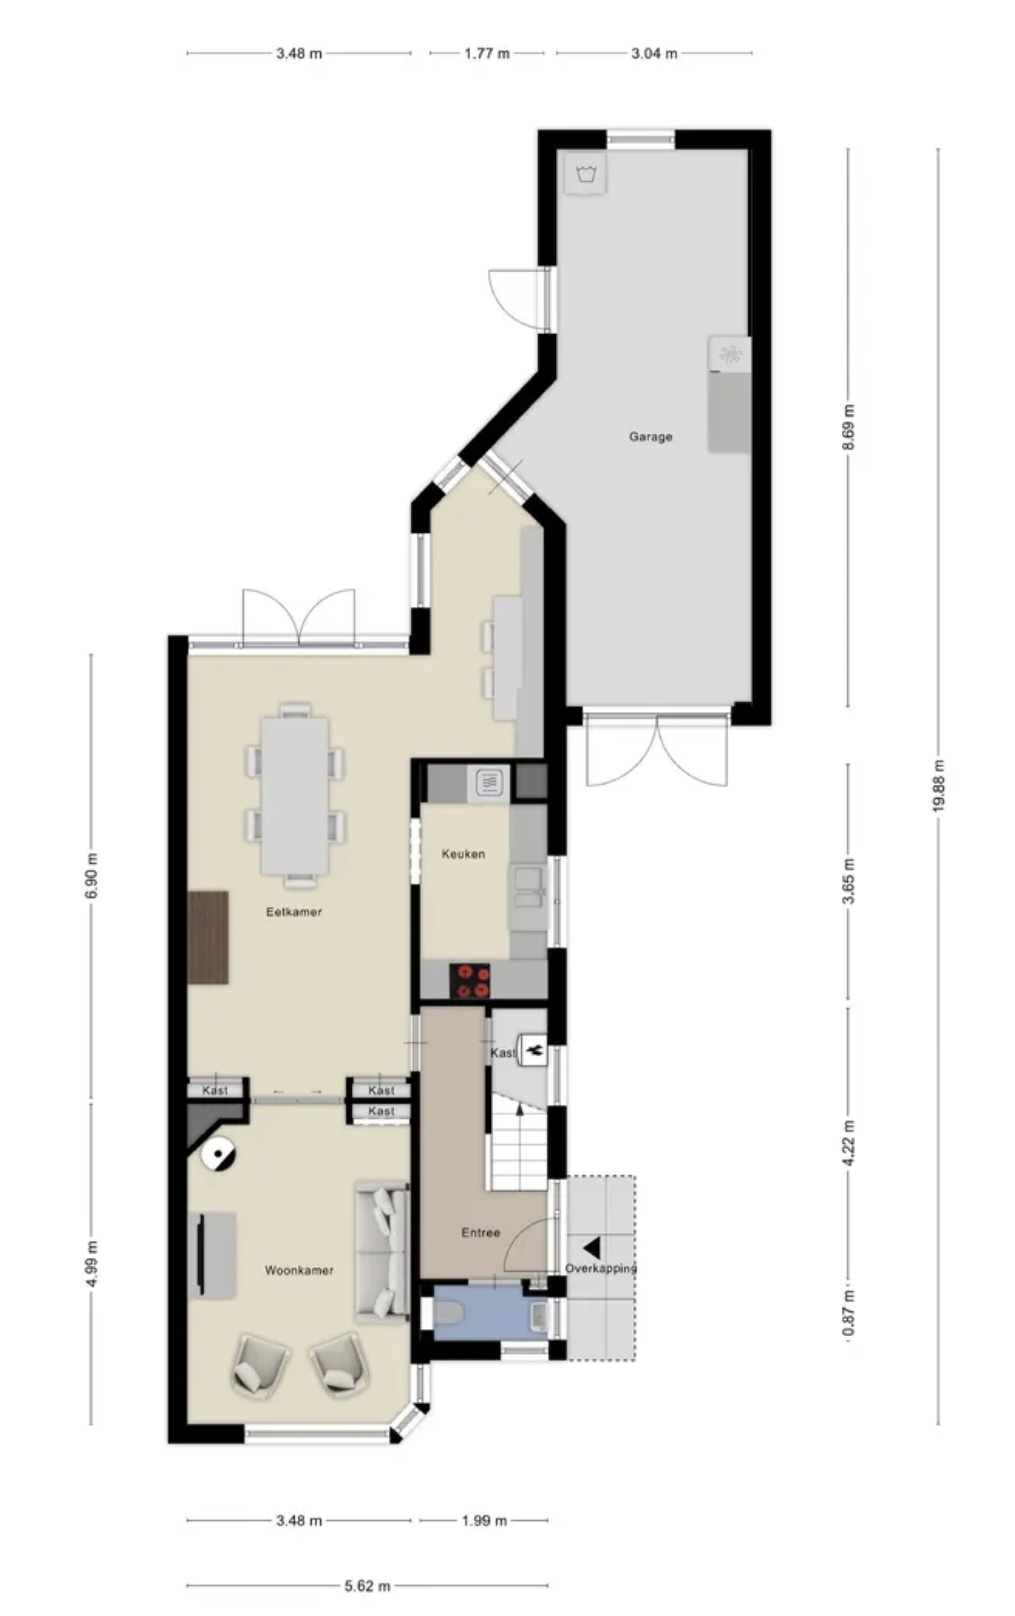 3.48 m
1.77 m
3.04 m
8.69 m
Garage
19.88 m
6.90 m
Keuken
3.65 m
Eetkamer
Kast
Kast
Kast
Kast
4.22 m
Entree
4.99 m
Woonkamer
Overkapping
0.87 m
3.48 m
1.99 m
5.62 m